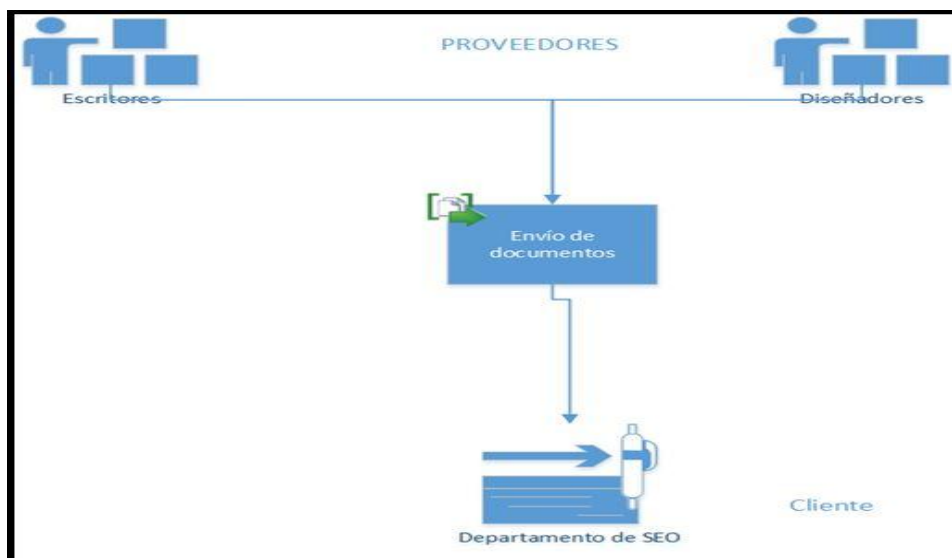 PROVEEDORES
Escritores
Diseñadores
Envío de
documentos
Cliente
Departamento de SEO